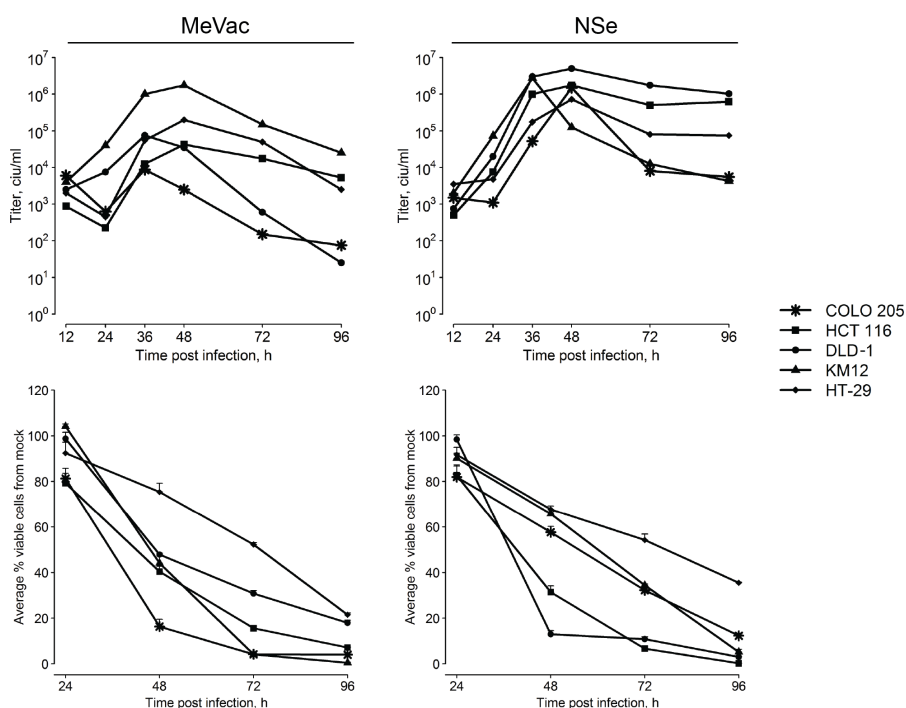 MeVac
NSe
10⁷
10⁶
10⁵
10⁴
10³
10²
10¹
10⁰
Titer, ciu/ml
12 24 36 48 72 96
Time post infection, h
10⁷
10⁶
10⁵
10⁴
10³
10²
10¹
10⁰
Titer, ciu/ml
12 24 36 48 72 96
Time post infection, h
COLO 205
HCT 116
DLD-1
KM12
HT-29
120
100
80
60
40
20
0
Average % viable cells from mock
24 48 72 96
Time post infection, h
120
100
80
60
40
20
0
Average % viable cells from mock
24 48 72 96
Time post infection, h